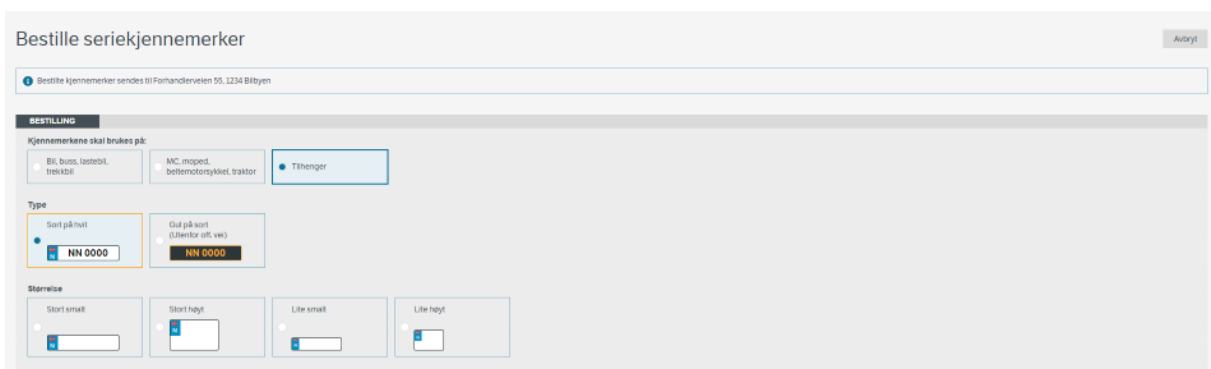 Bestille seriekjennemerker
Avbryt
Bestilte kjennemerker sendes til Forhandlerveien 55, 1234 Bilbyen
BESTILLING
Kjennemerkene skal brukes på:
Bil, buss, lastebil,
trekkbil
MC, moped,
beltemotorsykkel, traktor
Tilhenger
Type
Sort på hvit
N
NN 0000
Gul på sort
(Utenfor off. vei)
NN 0000
Størrelse
Stort smalt
N
Stort høyt
N
Lite smalt
N
Lite høyt
N